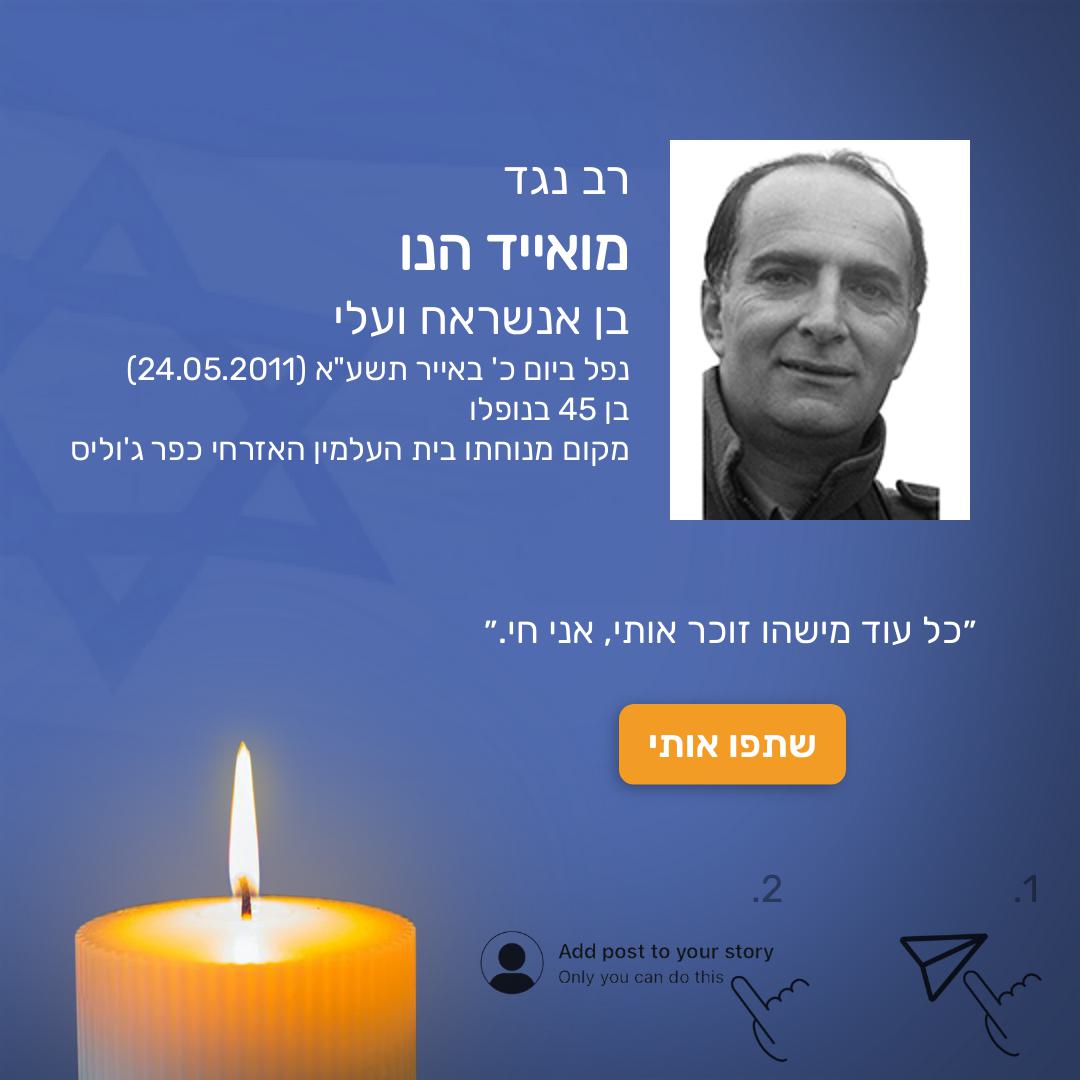 רב נגד
מואייד הנו
בן אנשראח ועלי
נפל ביום כ' באייר תשע"א (24.05.2011)
בן 45 בנופלו
מקום מנוחתו בית העלמין האזרחי כפר ג'וליס
״כל עוד מישהו זוכר אותי, אני חי.״
שתפו אותי
1.
2.
Add post to your story
Only you can do this